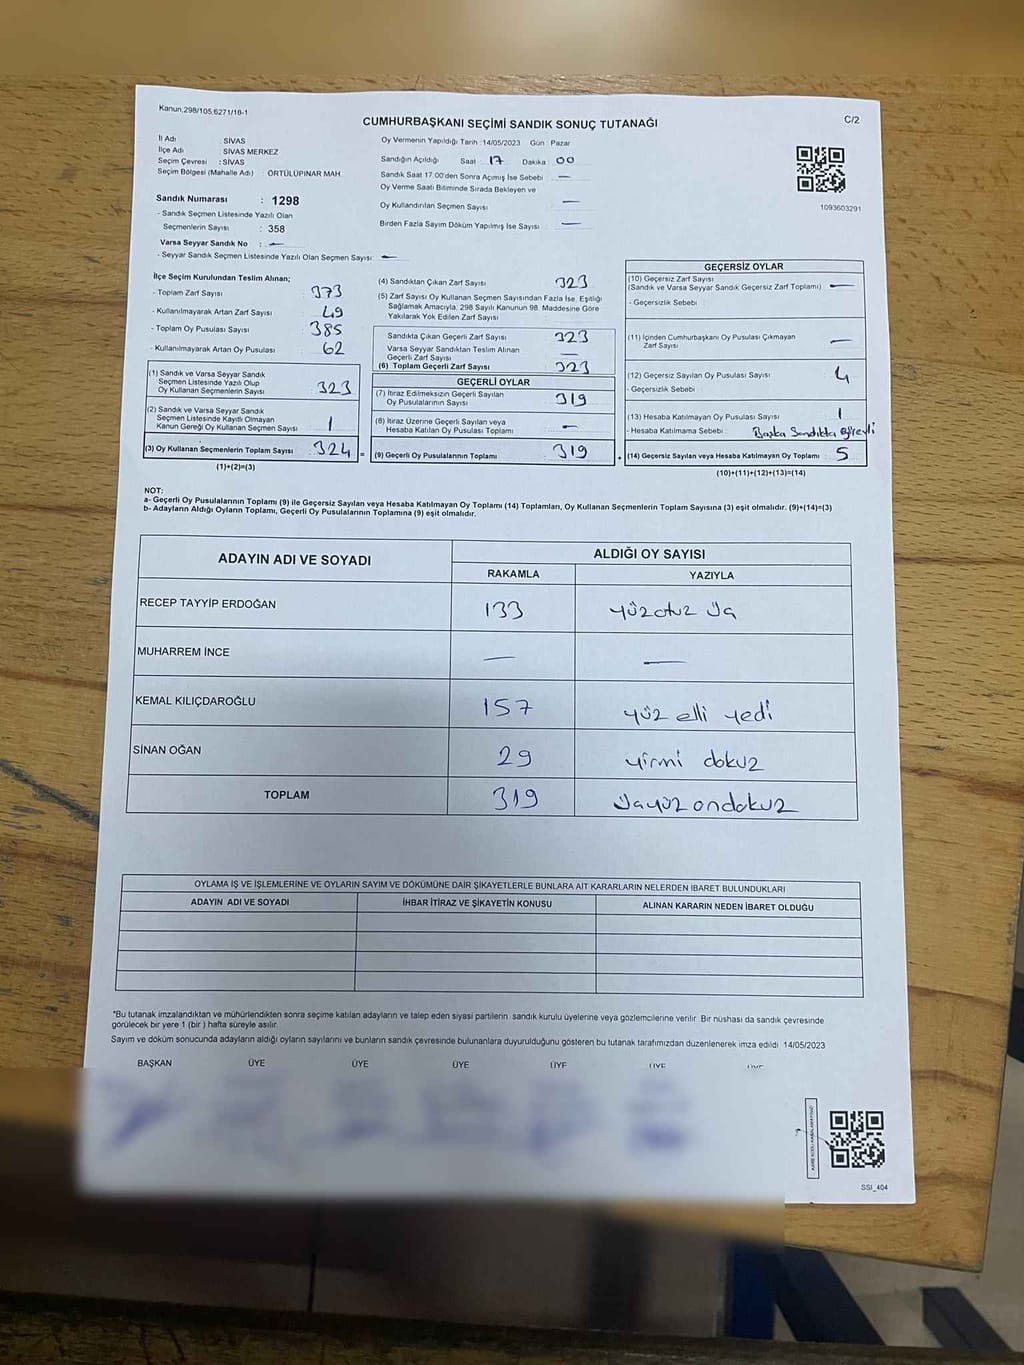 Kanun.298/105,6271/18-1
C/2
CUMHURBAŞKANI SEÇİMİ SANDIK SONUÇ TUTANAĞI
İl Adı : SİVAS
İlçe Adı : SİVAS MERKEZ
Seçim Çevresi : SİVAS
Seçim Bölgesi (Mahalle Adı) : ÖRTÜLÜPINAR MAH.
Sandık Numarası : 1298
- Sandık Seçmen Listesinde Yazılı Olan
Seçmenlerin Sayısı : 358
Varsa Seyyar Sandık No : —
- Seyyar Sandık Seçmen Listesinde Yazılı Olan Seçmen Sayısı: —
Oy Vermenin Yapıldığı Tarih : 14/05/2023 Gün : Pazar
Sandığın Açıldığı Saat 17 Dakika : 00
Sandık Saat 17.00'den Sonra Açılmış İse Sebebi —
Oy Verme Saati Bitiminde Sırada Bekleyen ve
Oy Kullandırılan Seçmen Sayısı —
Birden Fazla Sayım Döküm Yapılmış İse Sayısı —
1093603291
İlçe Seçim Kurulundan Teslim Alınan;
- Toplam Zarf Sayısı 373
- Kullanılmayarak Artan Zarf Sayısı 49
- Toplam Oy Pusulası Sayısı 385
- Kullanılmayarak Artan Oy Pusulası 62
(1) Sandık ve Varsa Seyyar Sandık
Seçmen Listesinde Yazılı Olup
Oy Kullanan Seçmenlerin Sayısı 323
(2) Sandık ve Varsa Seyyar Sandık
Seçmen Listesinde Kayıtlı Olmayan
Kanun Gereği Oy Kullanan Seçmen Sayısı 1
(3) Oy Kullanan Seçmenlerin Toplam Sayısı 324 =
(1)+(2)=(3)
(4) Sandıktan Çıkan Zarf Sayısı 323
(5) Zarf Sayısı Oy Kullanan Seçmen Sayısından Fazla İse, Eşitliği
Sağlamak Amacıyla, 298 Sayılı Kanunun 98. Maddesine Göre
Yakılarak Yok Edilen Zarf Sayısı
Sandıkta Çıkan Geçerli Zarf Sayısı 323
Varsa Seyyar Sandıktan Teslim Alınan
Geçerli Zarf Sayısı —
(6) Toplam Geçerli Zarf Sayısı 323
GEÇERLİ OYLAR
(7) İtiraz Edilmeksizin Geçerli Sayılan
Oy Pusulalarının Sayısı 319
(8) İtiraz Üzerine Geçerli Sayılan veya
Hesaba Katılan Oy Pusulası Toplamı —
(9) Geçerli Oy Pusulalarının Toplamı 319 +
GEÇERSİZ OYLAR
(10) Geçersiz Zarf Sayısı
(Sandık ve Varsa Seyyar Sandık Geçersiz Zarf Toplamı) —
- Geçersizlik Sebebi :
(11) İçinden Cumhurbaşkanı Oy Pusulası Çıkmayan
Zarf Sayısı —
(12) Geçersiz Sayılan Oy Pusulası Sayısı 4
- Geçersizlik Sebebi :
(13) Hesaba Katılmayan Oy Pusulası Sayısı 1
- Hesaba Katılmama Sebebi : Başka Sandıkta Görevli
(14) Geçersiz Sayılan veya Hesaba Katılmayan Oy Toplamı 5
(10)+(11)+(12)+(13)=(14)
NOT:
a- Geçerli Oy Pusulalarının Toplamı (9) ile Geçersiz Sayılan veya Hesaba Katılmayan Oy Toplamı (14) Toplamları, Oy Kullanan Seçmenlerin Toplam Sayısına (3) eşit olmalıdır. (9)+(14)=(3)
b- Adayların Aldığı Oyların Toplamı, Geçerli Oy Pusulalarının Toplamına (9) eşit olmalıdır.
ADAYIN ADI VE SOYADI ALDIĞI OY SAYISI
RAKAMLA YAZIYLA
RECEP TAYYİP ERDOĞAN 133 yüzotuz üç
MUHARREM İNCE — —
KEMAL KILIÇDAROĞLU 157 yüz elli yedi
SİNAN OĞAN 29 yirmi dokuz
TOPLAM 319 üçyüz ondokuz
OYLAMA İŞ VE İŞLEMLERİNE VE OYLARIN SAYIM VE DÖKÜMÜNE DAİR ŞİKAYETLERLE BUNLARA AİT KARARLARIN NELERDEN İBARET BULUNDUKLARI
ADAYIN ADI VE SOYADI İHBAR İTİRAZ VE ŞİKAYETİN KONUSU ALINAN KARARIN NEDEN İBARET OLDUĞU
"Bu tutanak imzalandıktan ve mühürlendikten sonra seçime katılan adayların ve talep eden siyasi partilerin sandık kurulu üyelerine veya gözlemcilerine verilir. Bir nüshası da sandık çevresinde
görülecek bir yere 1 (bir ) hafta süreyle asılır.
Sayım ve döküm sonucunda adayların aldığı oyların sayılarını ve bunların sandık çevresinde bulunanlara duyurulduğunu gösteren bu tutanak tarafımızdan düzenlenerek imza edildi. 14/05/2023
BAŞKAN ÜYE ÜYE ÜYE ÜYE ÜYE ÜYE
SSI_404